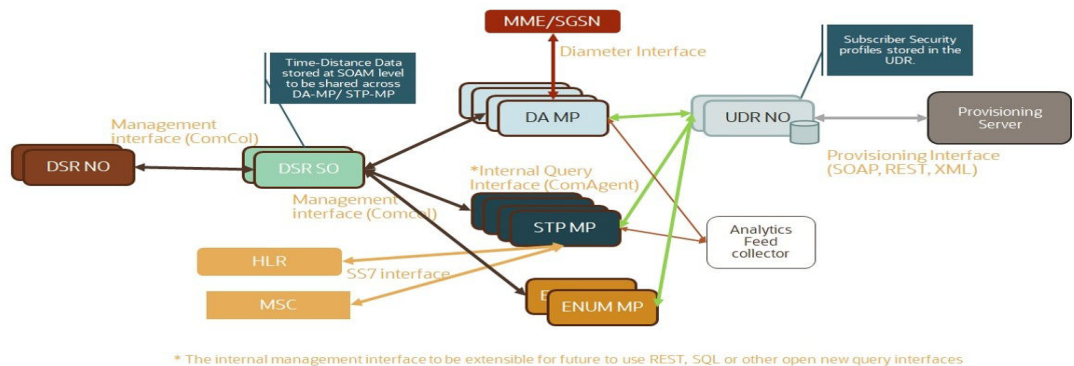 MME/SGSN
Diameter Interface
Time-Distance Data
stored at SOAM level
to be shared across
DA-MP/ STP-MP
Subscriber Security
profiles stored in the
UDR.
DA MP
UDR NO
Provisioning
Server
Management
interface (ComCol)
Provisioning Interface
(SOAP, REST, XML)
DSR NO
DSR SO
*Internal Query
Interface (ComAgent)
Management
interface (Comcol)
STP MP
Analytics
Feed
collector
HLR
SS7 interface
MSC
E
ENUM MP
* The internal management interface to be extensible for future to use REST, SQL or other open new query interfaces